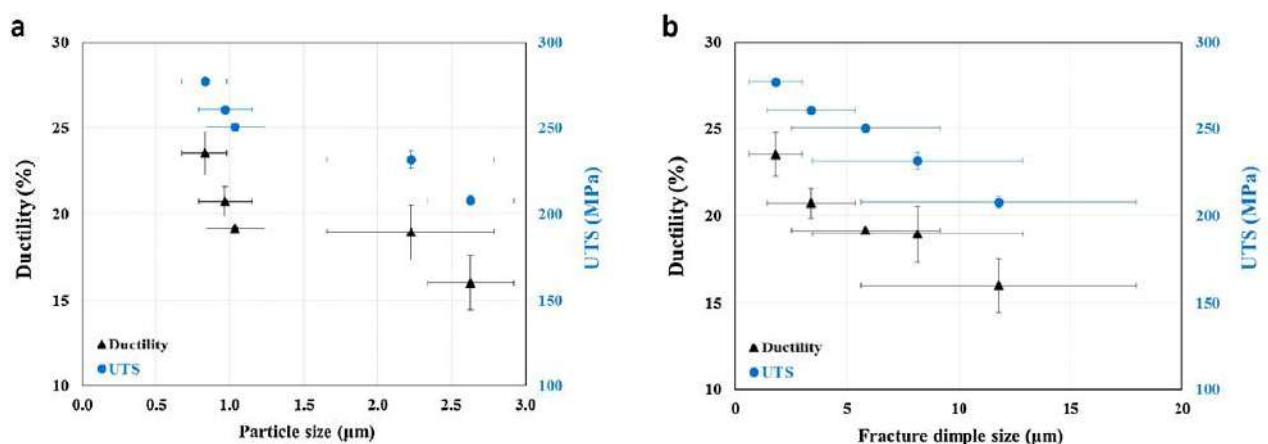 a
30
25
20
15
10
Ductility (%)
300
250
200
150
100
UTS (MPa)
Ductility
UTS
0.0 0.5 1.0 1.5 2.0 2.5 3.0
Particle size (μm)
b
30
25
20
15
10
Ductility (%)
300
250
200
150
100
UTS (MPa)
Ductility
UTS
0 5 10 15 20
Fracture dimple size (μm)